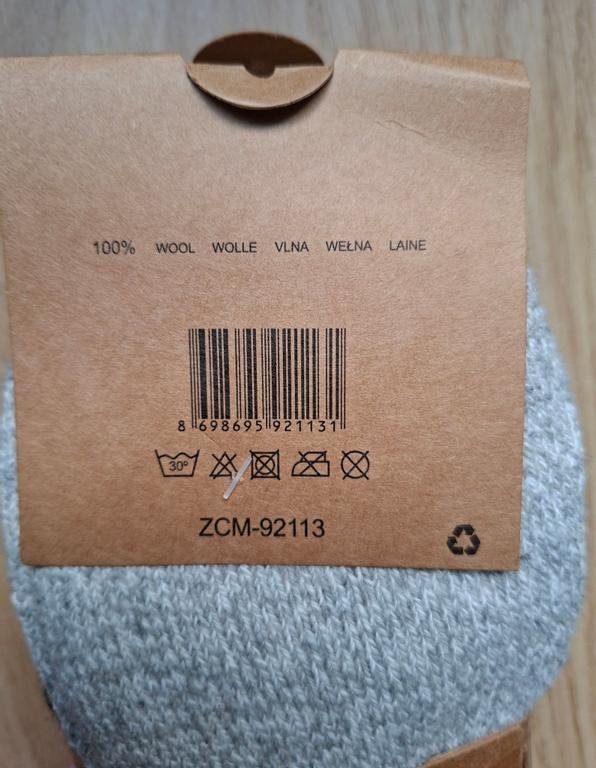 100% WOOL WOLLE VLNA WEŁNA LAINE
8 698695 921131
30°
ZCM-92113